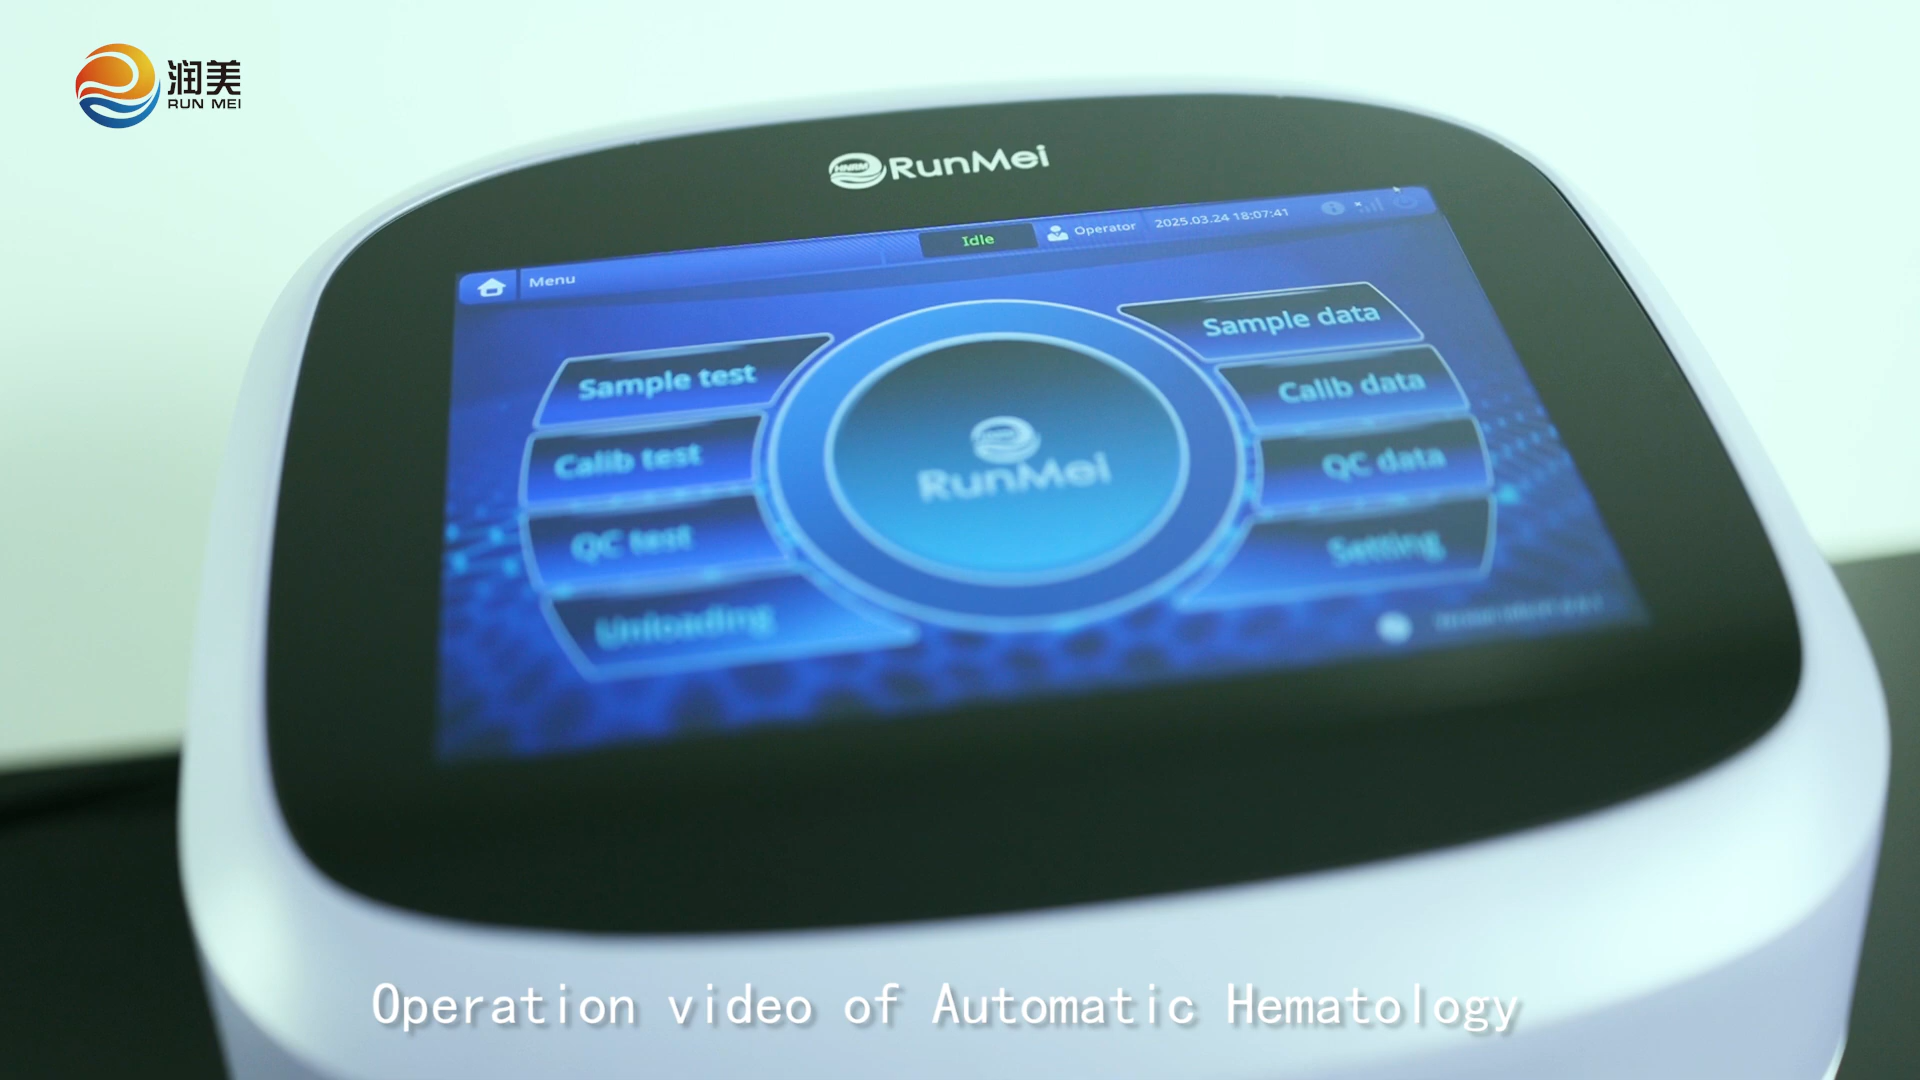 润美
RUN MEI
HNRM
RunMei
Menu
Idle
Operator
2025.03.24 18:07:41
Sample test
Calib test
QC test
Unloading
RunMei
Sample data
Calib data
QC data
Setting
Operation video of Automatic Hematology